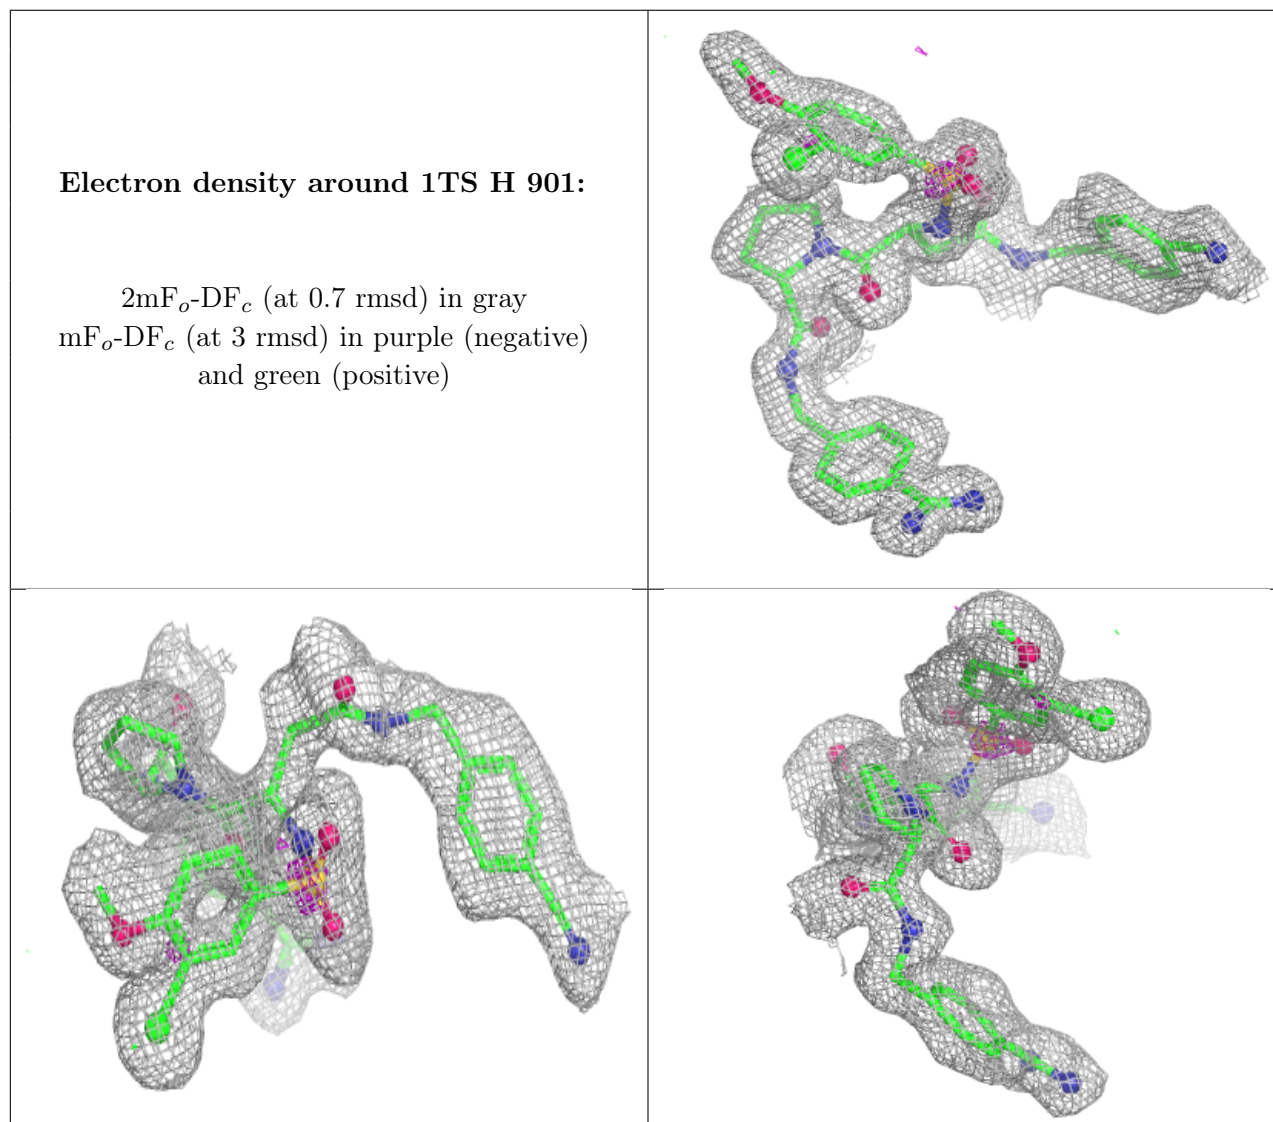 Electron density around 1TS H 901:
2mFo-DFc (at 0.7 rmsd) in gray
mFo-DFc (at 3 rmsd) in purple (negative)
and green (positive)